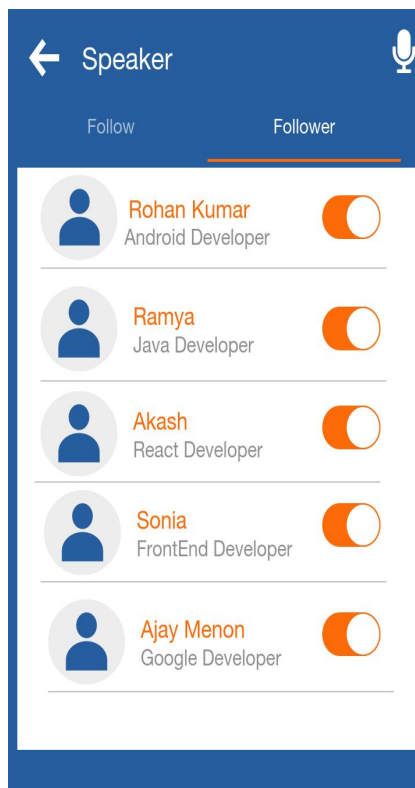 Speaker
Follow
Follower
Rohan Kumar
Android Developer
Ramya
Java Developer
Akash
React Developer
Sonia
FrontEnd Developer
Ajay Menon
Google Developer